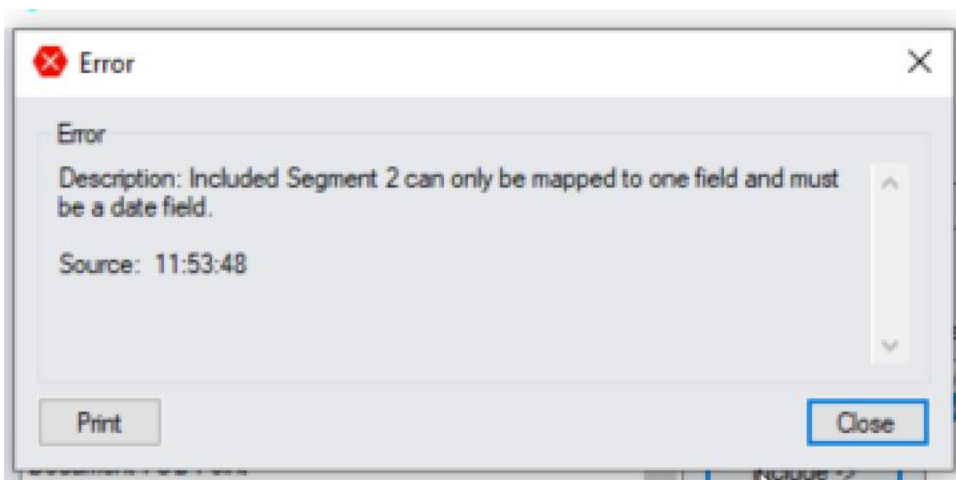 Error
Error
Description: Included Segment 2 can only be mapped to one field and must
be a date field.
Source: 11:53:48
Print
Close
Include ->